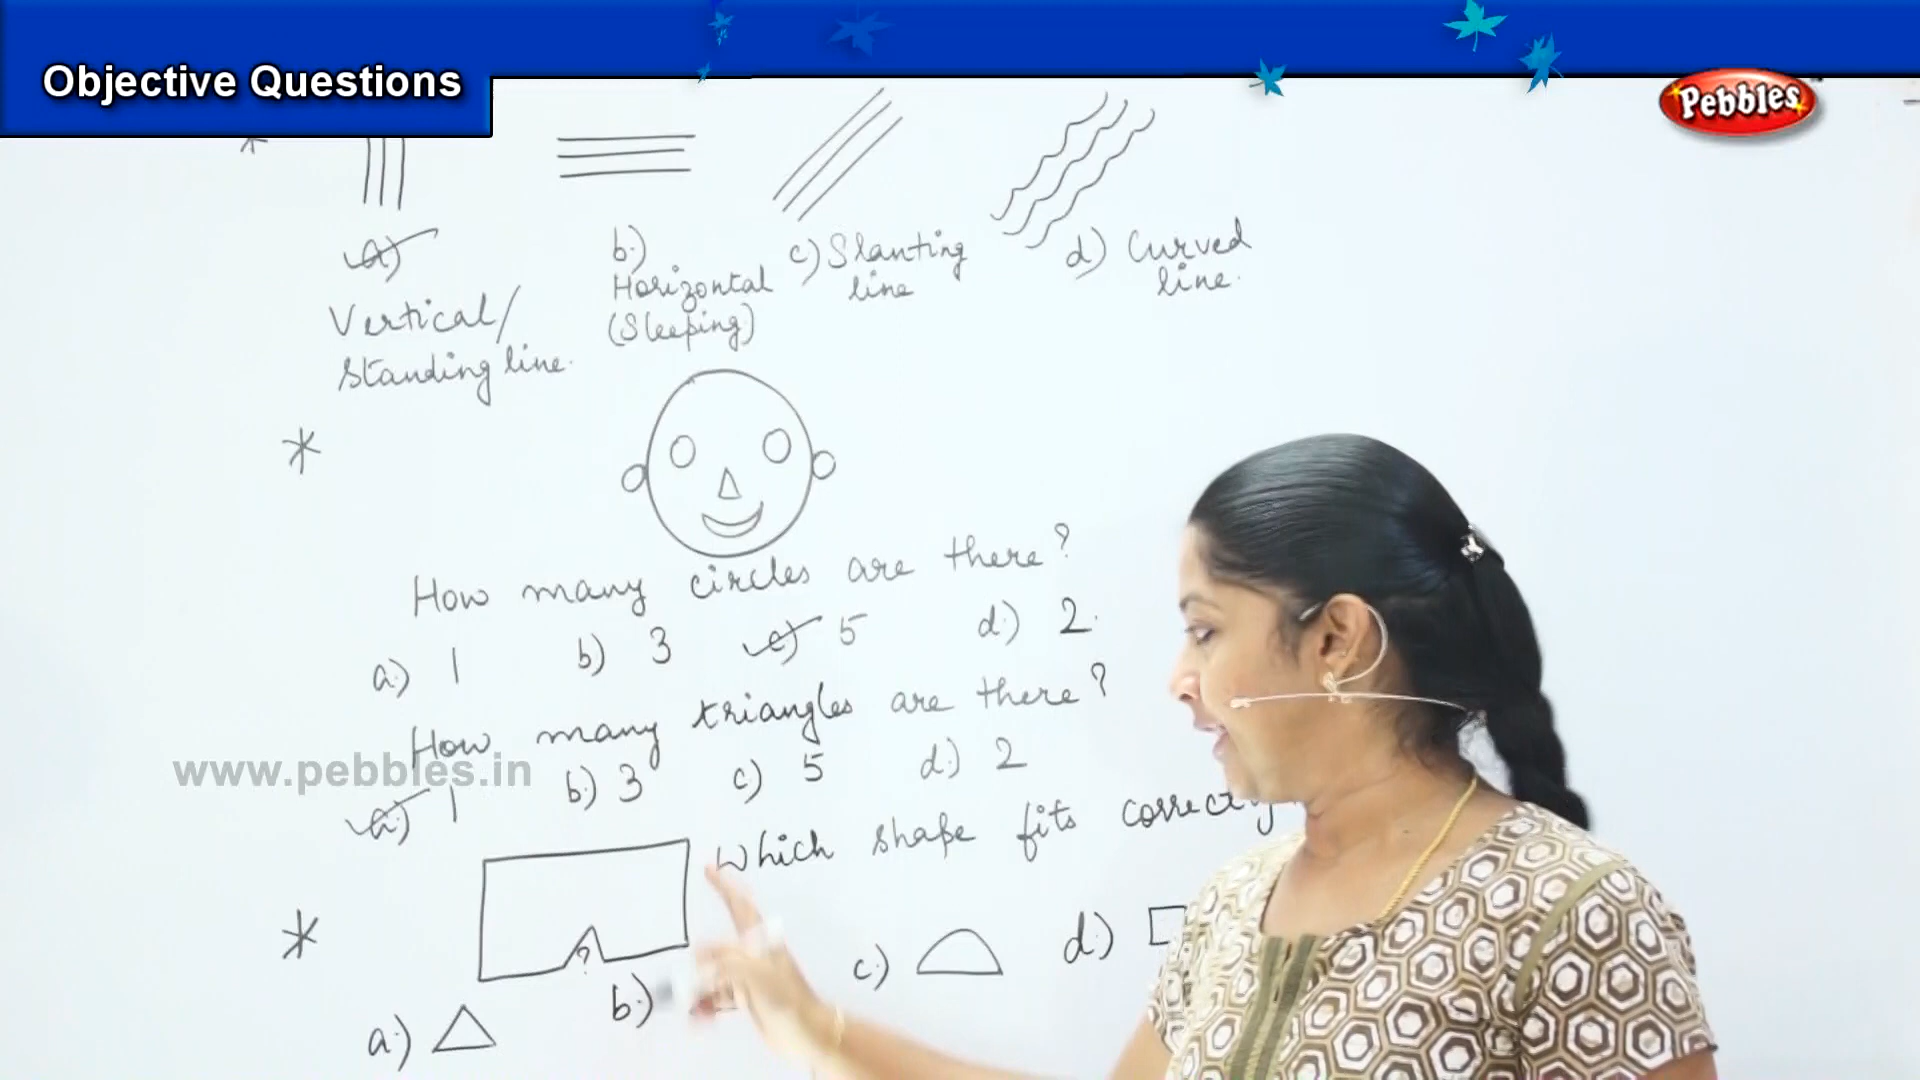 Objective Questions
Pebbles
*
a)
b)
c) Slanting line
d) Curved line.
Vertical/
Standing line.
Horizontal
(Sleeping)
*
How many circles are there?
a.) 1 b) 3 c) 5 d.) 2.
How many triangles are there?
www.pebbles.in
a.) 1 b.) 3 c) 5 d.) 2
Which shape fits correctly
*
?
a.) b.) c.) d.)